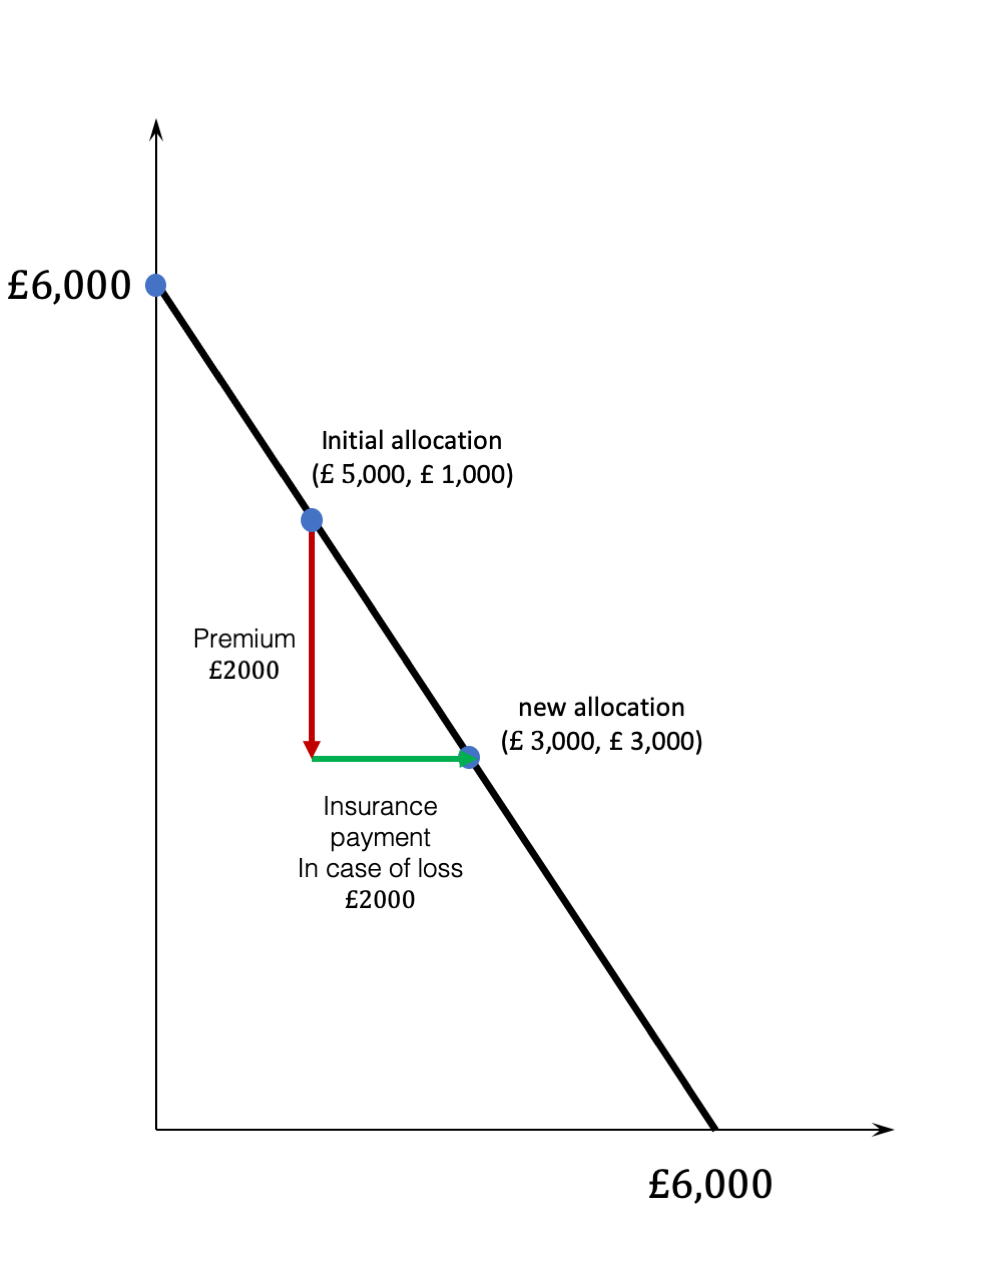 £6,000
Initial allocation
(£ 5,000, £ 1,000)
Premium
£2000
new allocation
(£ 3,000, £ 3,000)
Insurance
payment
In case of loss
£2000
£6,000